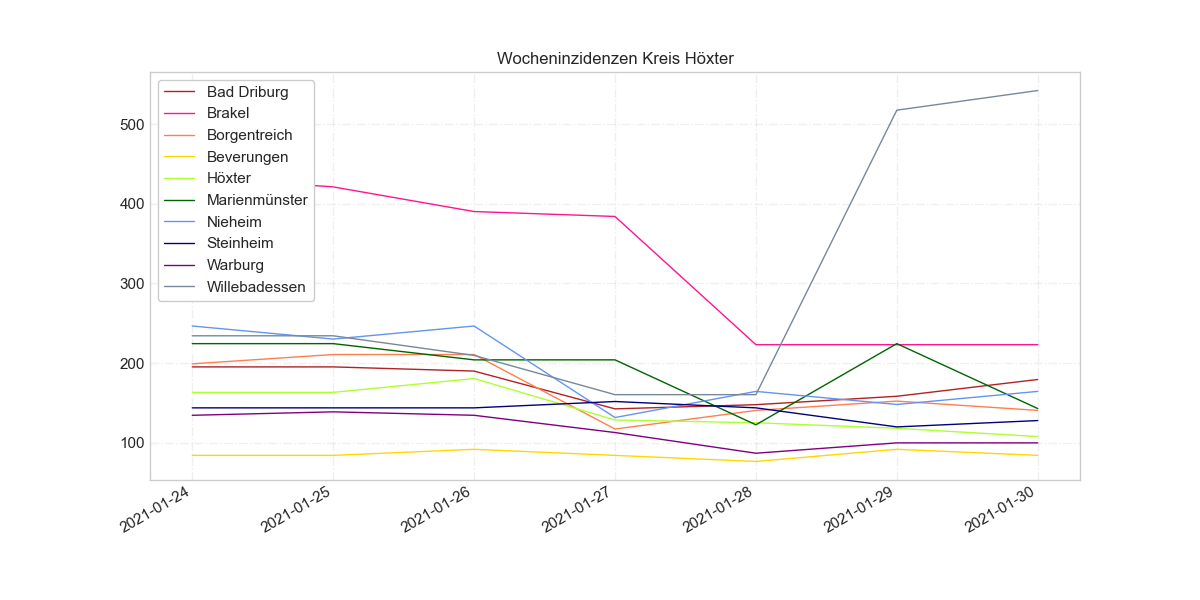 Wocheninzidenzen Kreis Höxter
Bad Driburg
Brakel
Borgentreich
Beverungen
Höxter
Marienmünster
Nieheim
Steinheim
Warburg
Willebadessen
500
400
300
200
100
2021-01-24
2021-01-25
2021-01-26
2021-01-27
2021-01-28
2021-01-29
2021-01-30